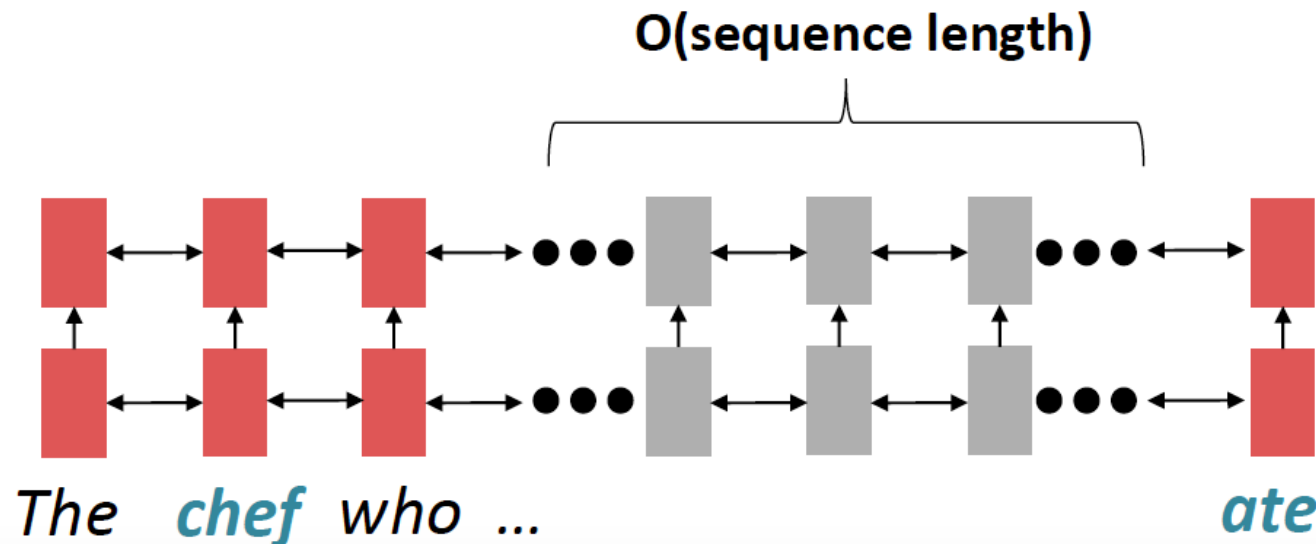 O(sequence length)
The chef who ... ate